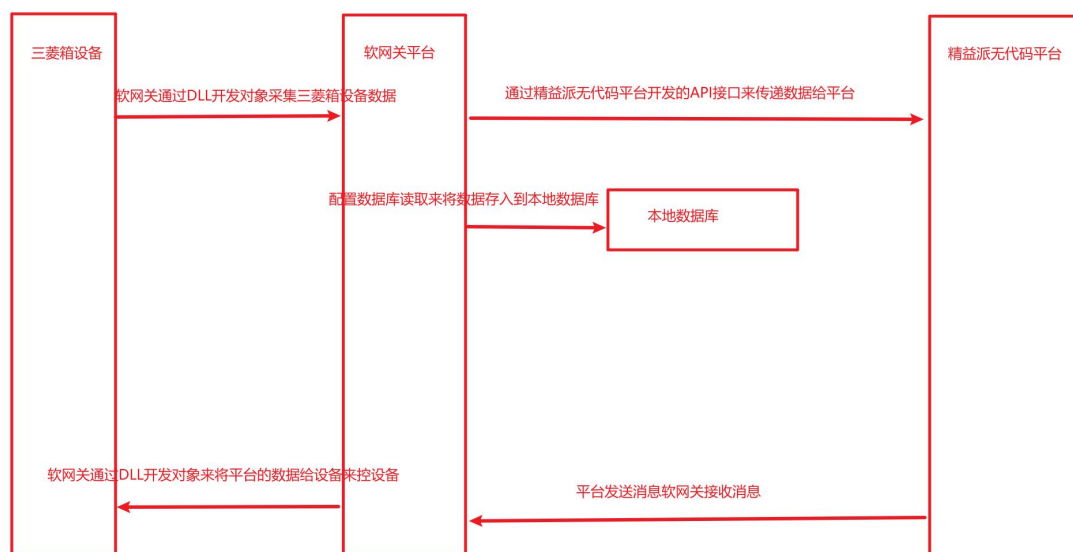 三菱箱设备
软网关平台
精益派无代码平台
软网关通过DLL开发对象采集三菱箱设备数据
通过精益派无代码平台开发的API接口来传递数据给平台
配置数据库读取来将数据存入到本地数据库
本地数据库
软网关通过DLL开发对象来将平台的数据给设备来控设备
平台发送消息软网关接收消息